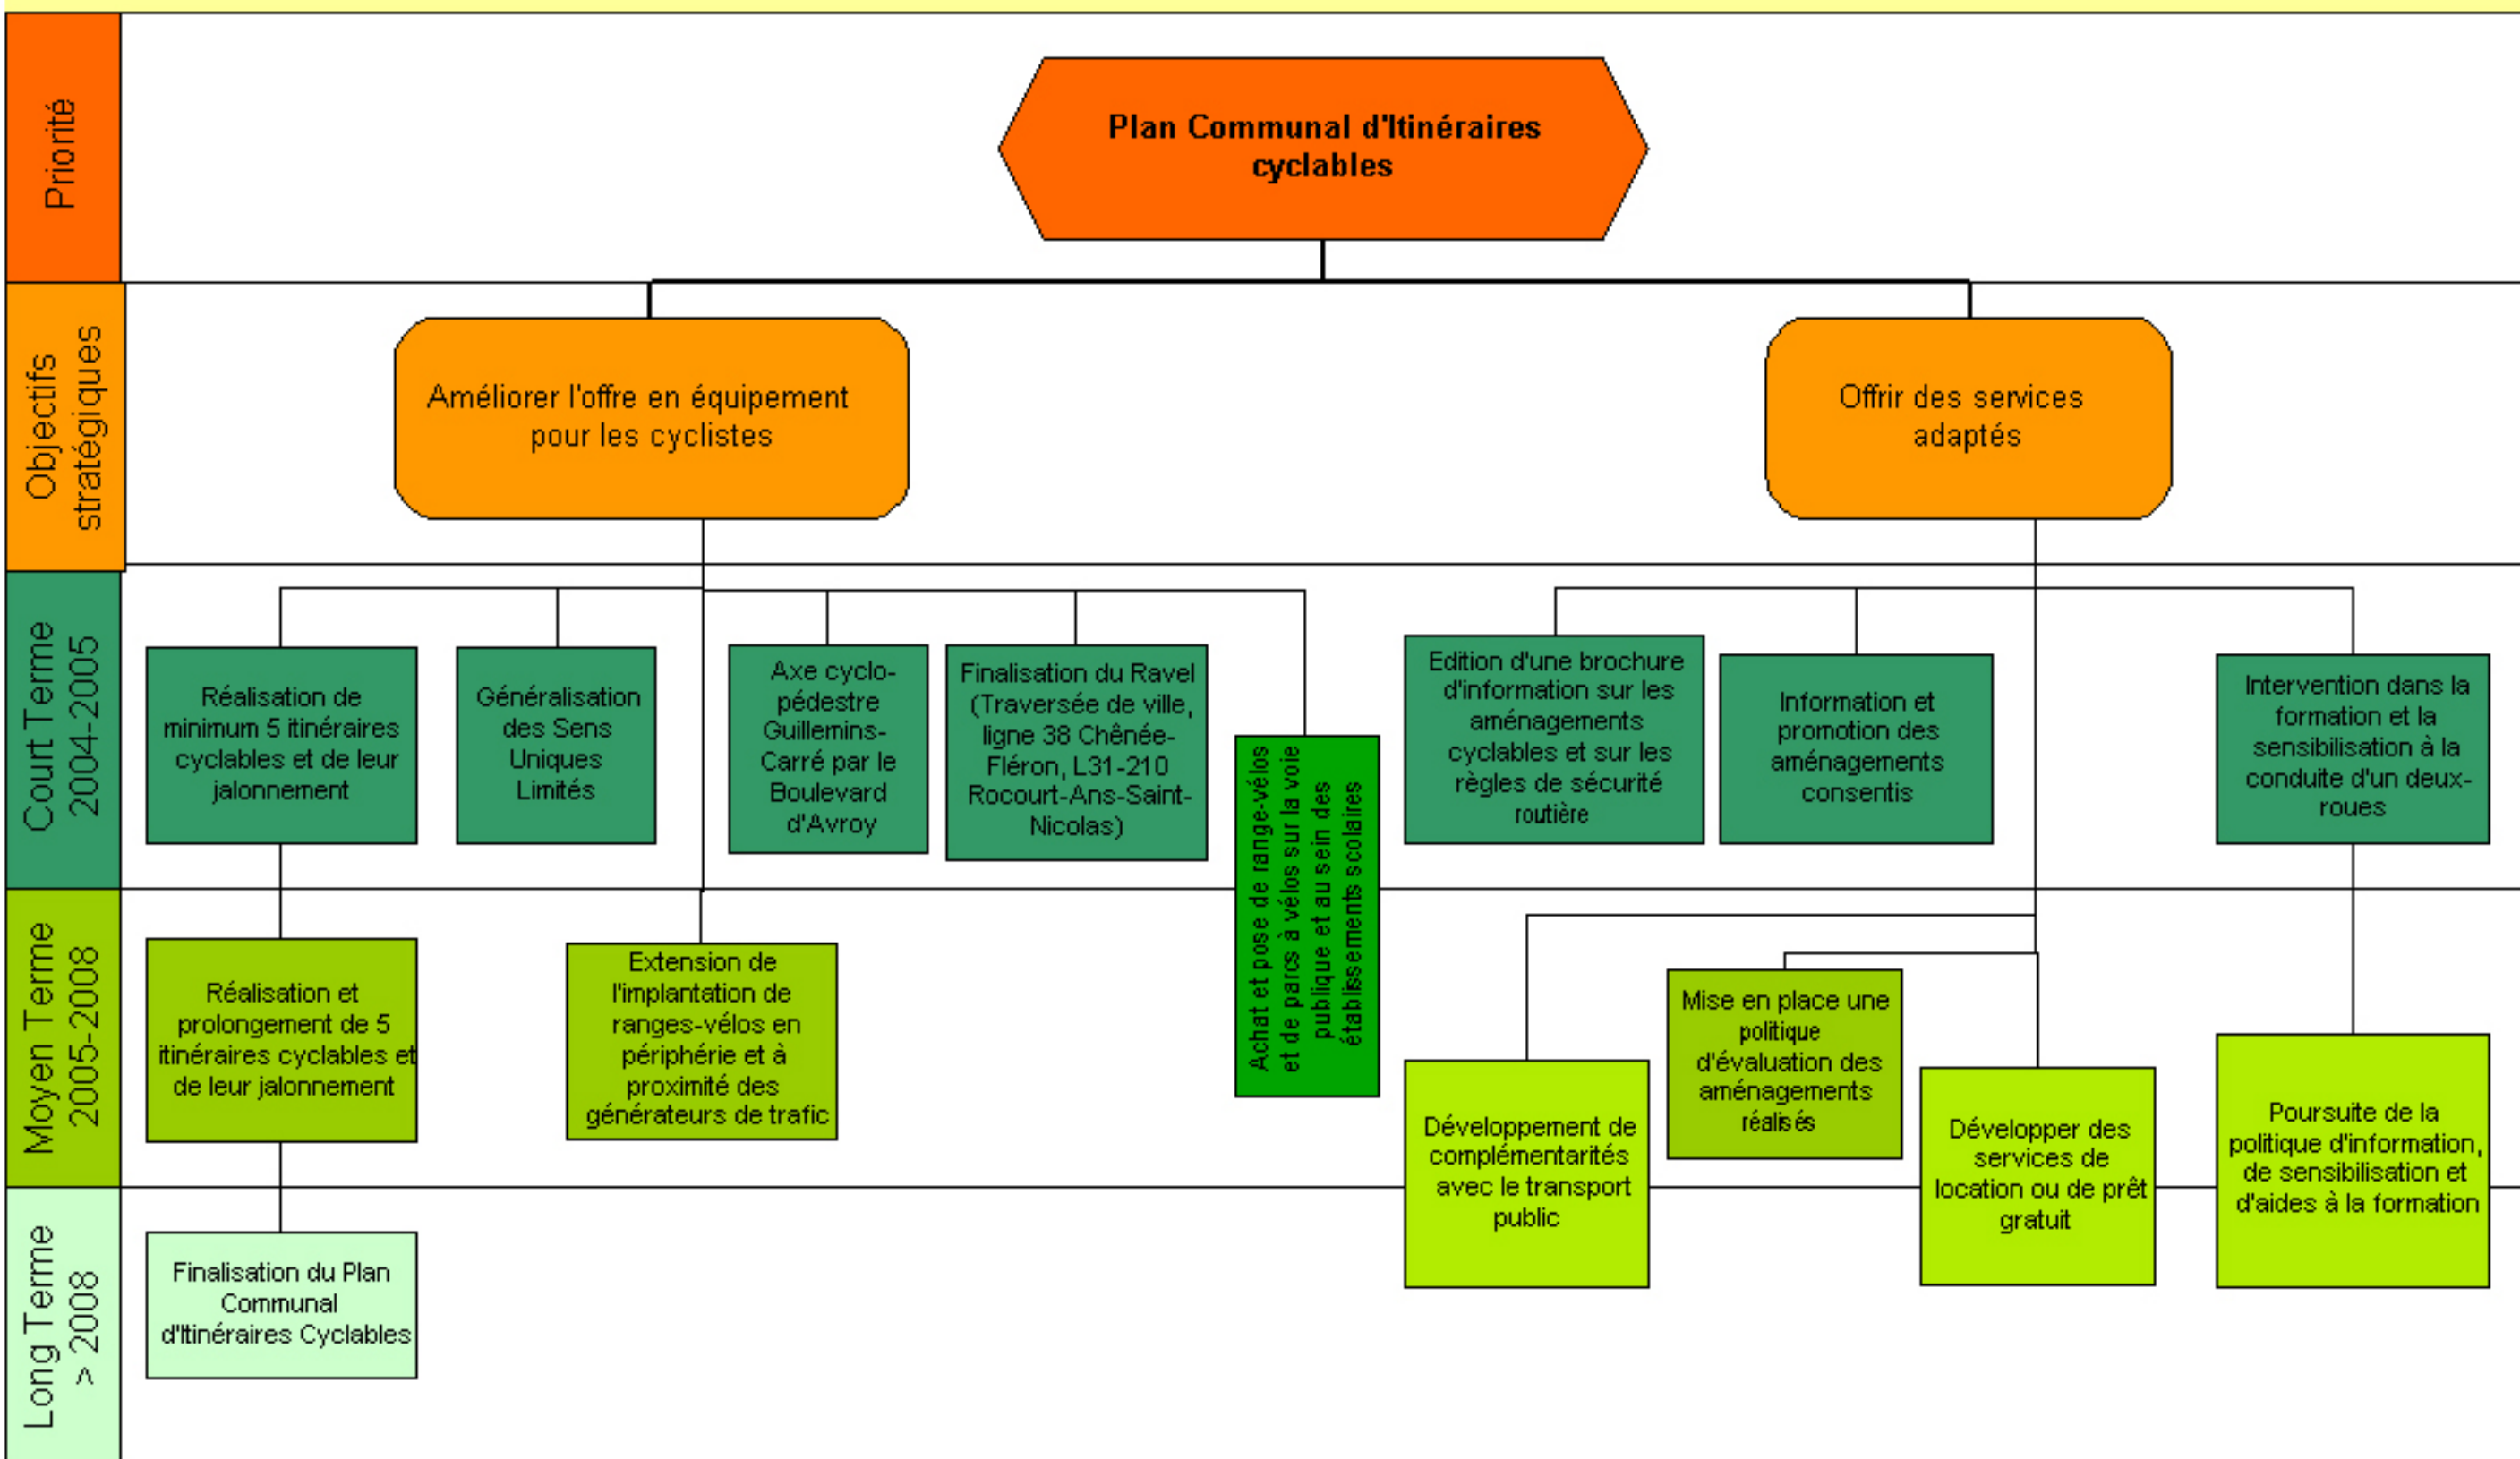 Priorité
Plan Communal d'Itinéraires
cyclables
Objectifs
stratégiques
Améliorer l'offre en équipement
pour les cyclistes
Offrir des services
adaptés
Court Terme
2004-2005
Réalisation de
minimum 5 itinéraires
cyclables et de leur
jalonnement
Généralisation
des Sens
Uniques
Limités
Axe cyclo-
pédestre
Guillemins-
Carré par le
Boulevard
d'Avroy
Finalisation du Ravel
(Traversée de ville,
ligne 38 Chênée-
Fléron, L31-210
Rocourt-Ans-Saint-
Nicolas)
Achat et pose de range-vélos
et de parcs à vélos sur la voie
publique et au sein des
établissements scolaires
Edition d'une brochure
d'information sur les
aménagements
cyclables et sur les
règles de sécurité
routière
Information et
promotion des
aménagements
consentis
Intervention dans la
formation et la
sensibilisation à la
conduite d'un deux-
roues
Moyen Terme
2005-2008
Réalisation et
prolongement de 5
itinéraires cyclables et
de leur jalonnement
Extension de
l'implantation de
ranges-vélos en
périphérie et à
proximité des
générateurs de trafic
Développement de
complémentarités
avec le transport
public
Mise en place une
politique
d'évaluation des
aménagements
réalisés
Développer des
services de
location ou de prêt
gratuit
Poursuite de la
politique d'information,
de sensibilisation et
d'aides à la formation
Long Terme
> 2008
Finalisation du Plan
Communal
d'Itinéraires Cyclables